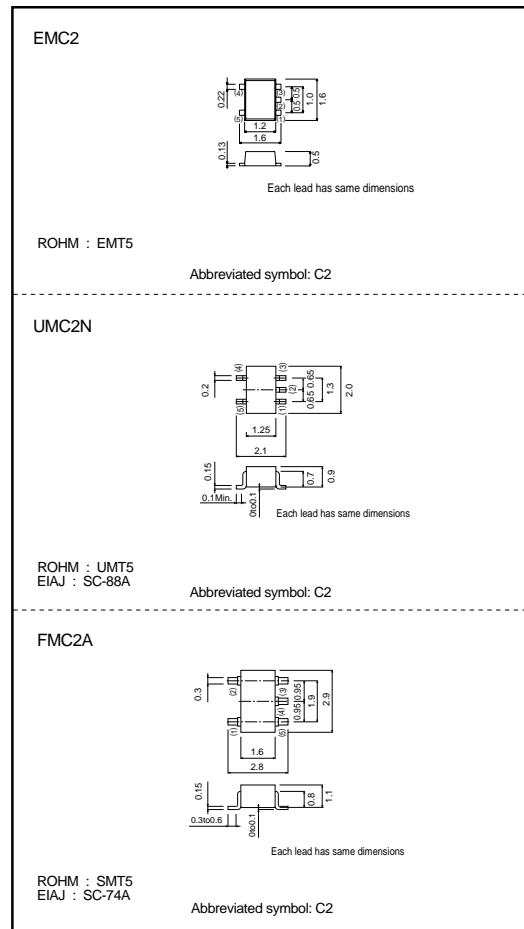 EMC2
0.22
(4)
(3)
(2)
(5)
(1)
0.5
0.5
1.0
1.6
1.2
1.6
0.13
0.5
Each lead has same dimensions
ROHM : EMT5
Abbreviated symbol: C2
UMC2N
0.2
(4)
(3)
(2)
(5)
(1)
0.65
0.65
1.3
2.0
1.25
2.1
0.15
0.1Min.
0to0.1
0.7
0.9
Each lead has same dimensions
ROHM : UMT5
EIAJ : SC-88A
Abbreviated symbol: C2
FMC2A
0.3
(2)
(3)
(4)
(1)
(5)
0.95
0.95
1.9
2.9
1.6
2.8
0.15
0.3to0.6
0to0.1
0.8
1.1
Each lead has same dimensions
ROHM : SMT5
EIAJ : SC-74A
Abbreviated symbol: C2